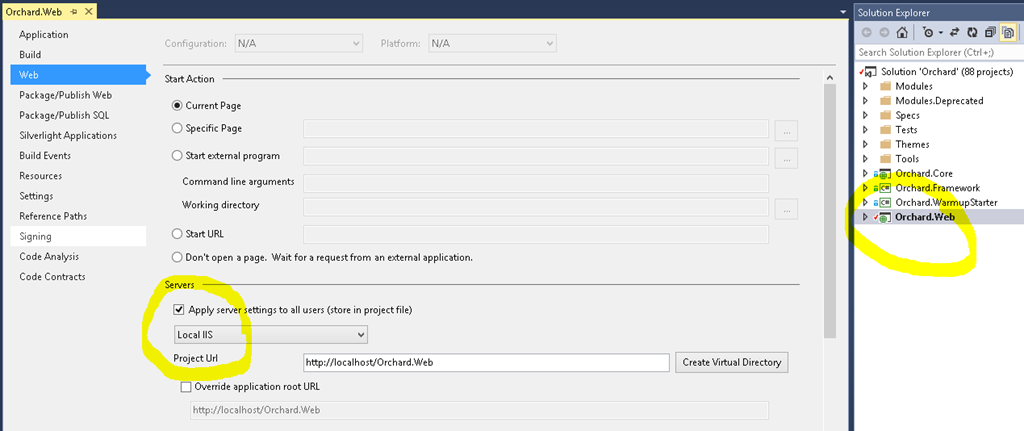 Orchard.Web
Application
Build
Web
Package/Publish Web
Package/Publish SQL
Silverlight Applications
Build Events
Resources
Settings
Reference Paths
Signing
Code Analysis
Code Contracts
Configuration: N/A Platform: N/A
Start Action
Current Page
Specific Page ...
Start external program ...
Command line arguments
Working directory ...
Start URL
Don't open a page. Wait for a request from an external application.
Servers
Apply server settings to all users (store in project file)
Local IIS
Project Url http://localhost/Orchard.Web Create Virtual Directory
Override application root URL
http://localhost/Orchard.Web
Solution Explorer
Search Solution Explorer (Ctrl+;)
Solution 'Orchard' (88 projects)
Modules
Modules.Deprecated
Specs
Tests
Themes
Tools
Orchard.Core
C# Orchard.Framework
C# Orchard.WarmupStarter
Orchard.Web